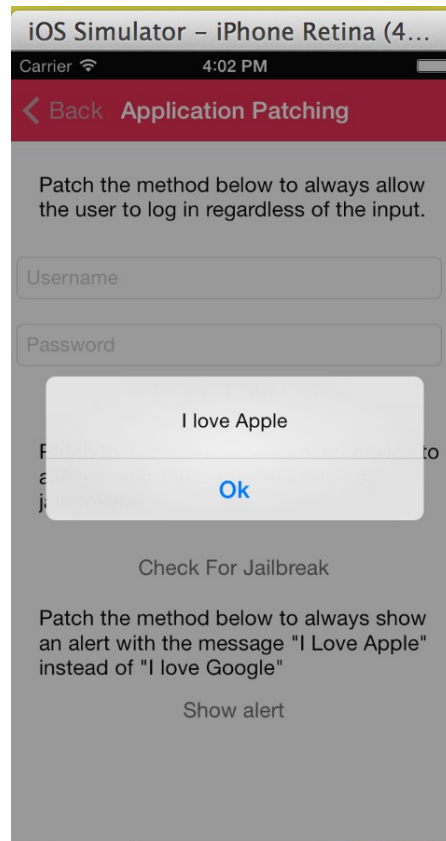 iOS Simulator – iPhone Retina (4...
Carrier 4:02 PM
Back Application Patching
Patch the method below to always allow
the user to log in regardless of the input.
Username
Password
I love Apple
to
Ok
Check For Jailbreak
Patch the method below to always show
an alert with the message "I Love Apple"
instead of "I love Google"
Show alert